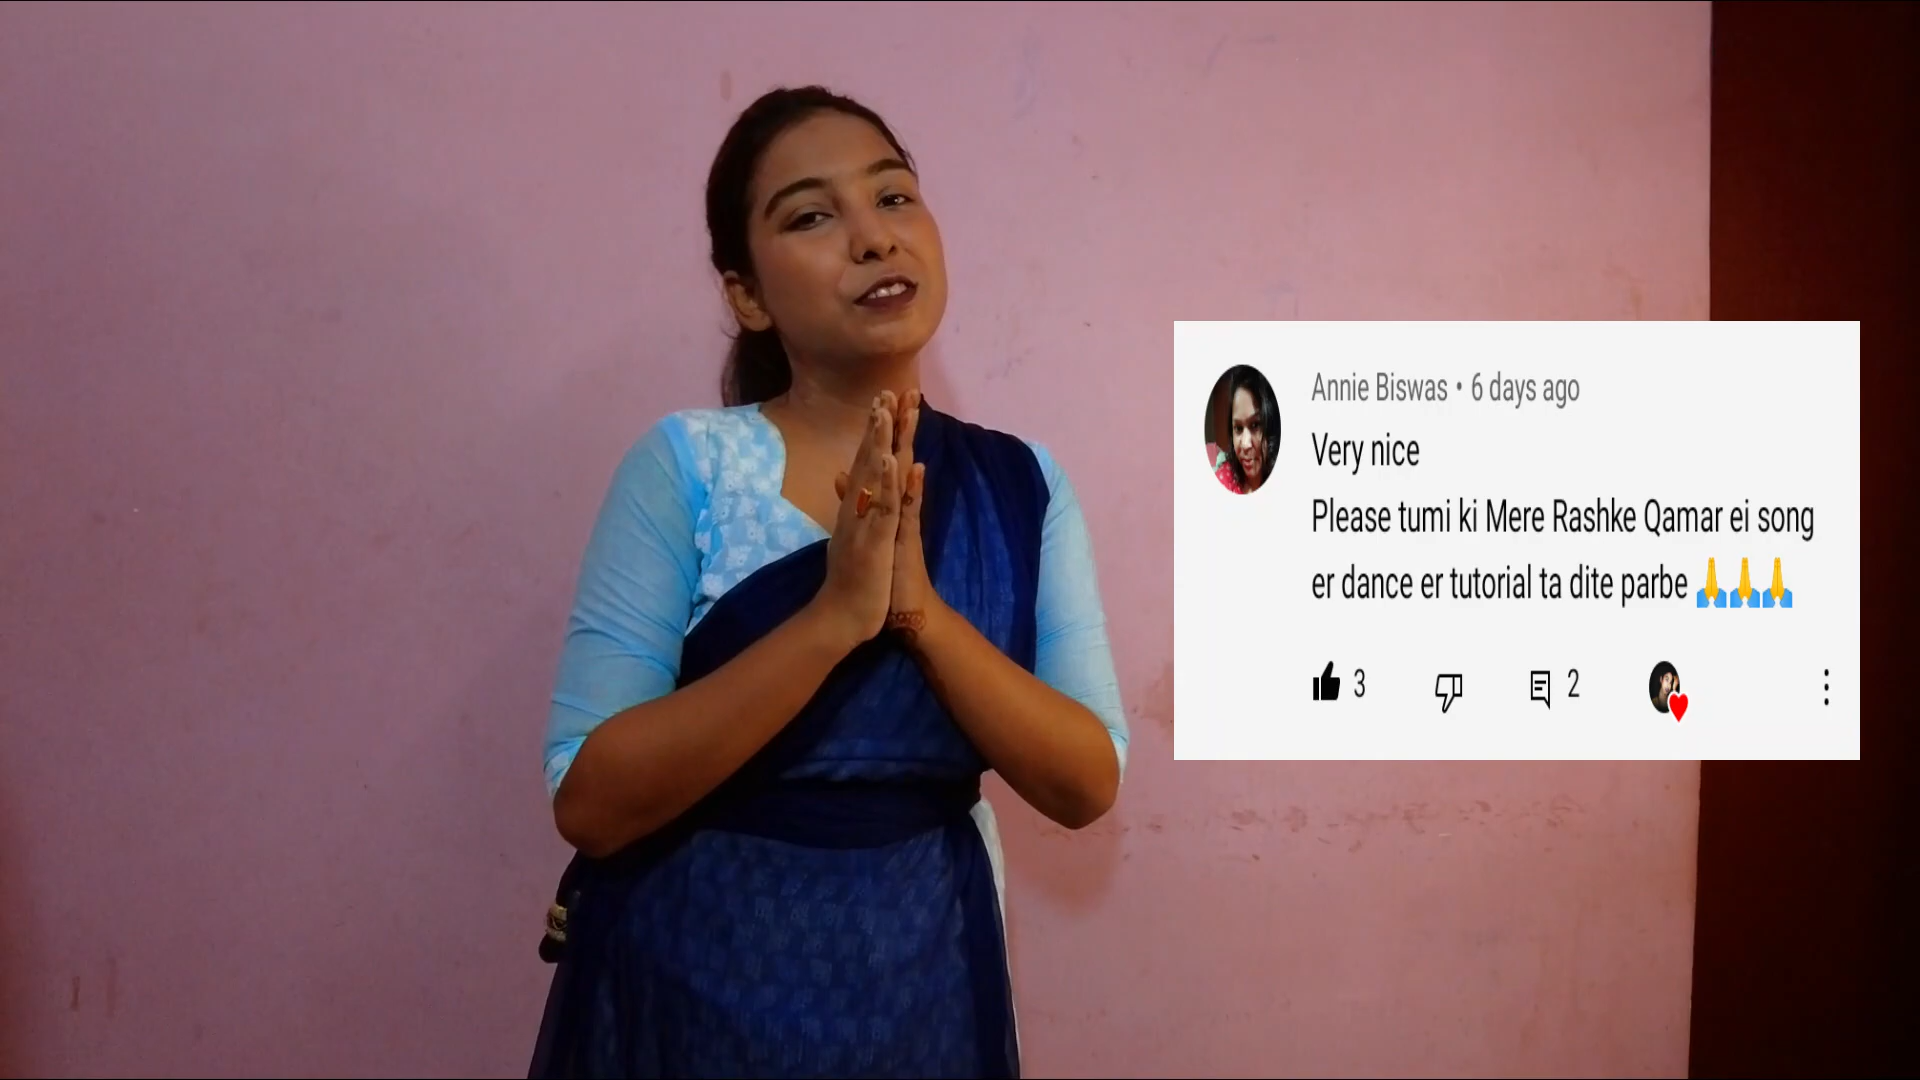 Annie Biswas • 6 days ago
Very nice
Please tumi ki Mere Rashke Qamar ei song
er dance er tutorial ta dite parbe 🙏🙏🙏
3
2